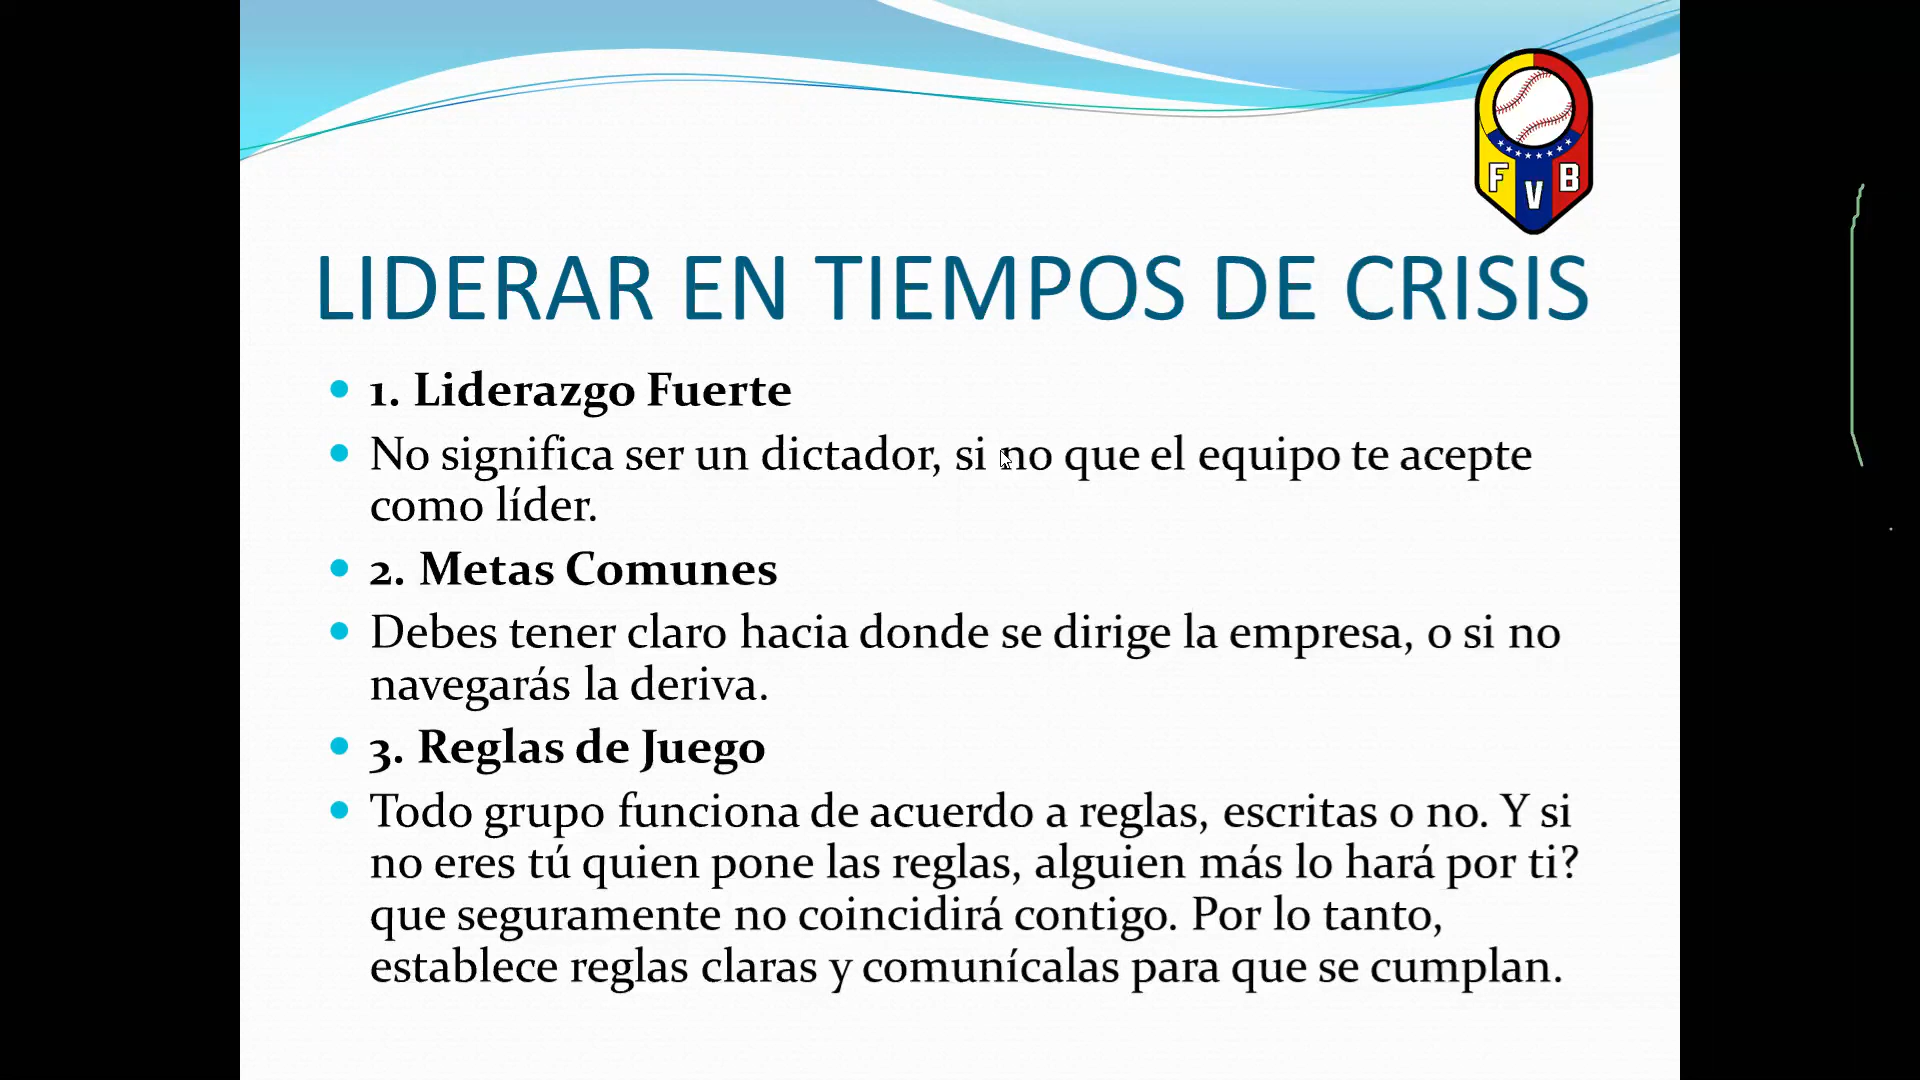 F V B
LIDERAR EN TIEMPOS DE CRISIS
1. Liderazgo Fuerte
No significa ser un dictador, si no que el equipo te acepte
como líder.
2. Metas Comunes
Debes tener claro hacia donde se dirige la empresa, o si no
navegarás la deriva.
3. Reglas de Juego
Todo grupo funciona de acuerdo a reglas, escritas o no. Y si
no eres tú quien pone las reglas, alguien más lo hará por ti?
que seguramente no coincidirá contigo. Por lo tanto,
establece reglas claras y comunícalas para que se cumplan.